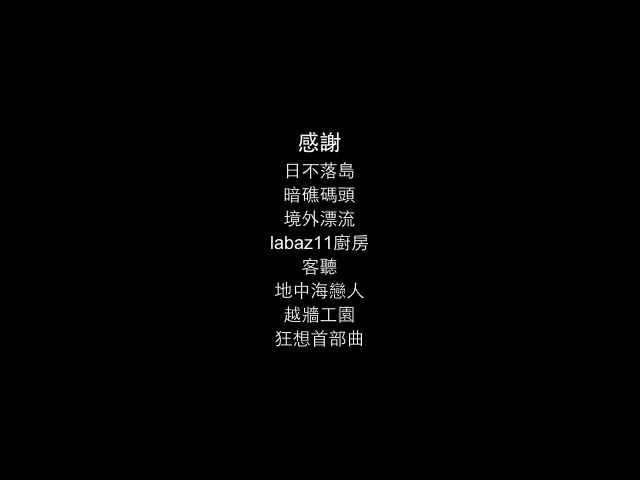 感謝
日不落島
暗礁碼頭
境外漂流
labaz11廚房
客聽
地中海戀人
越牆工園
狂想首部曲